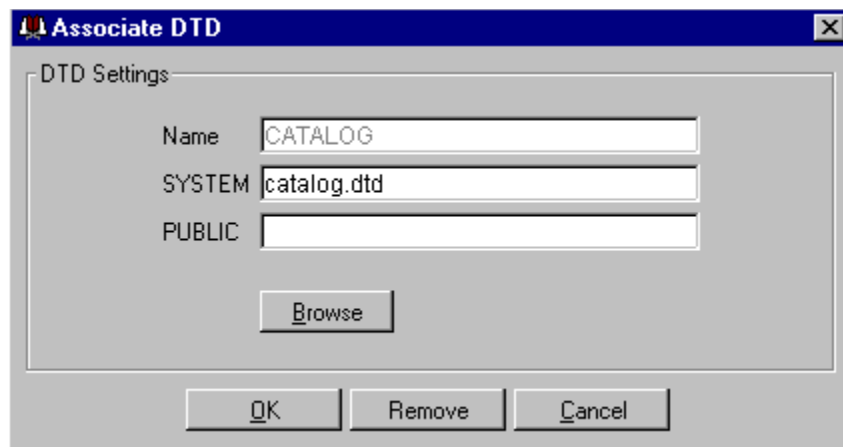 Associate DTD
DTD Settings
Name CATALOG
SYSTEM catalog.dtd
PUBLIC
Browse
OK Remove Cancel